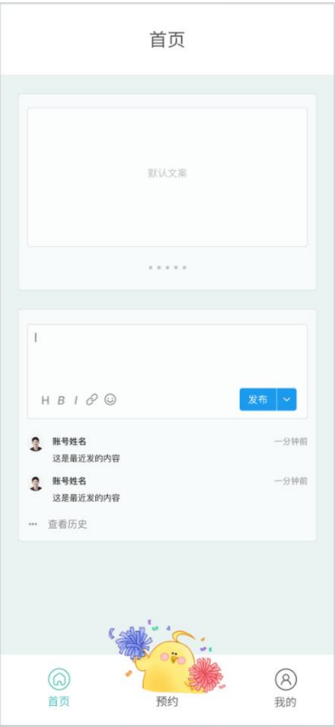 首页
默认文案
H B I
发布
账号姓名 一分钟前
这是最近发的内容
账号姓名 一分钟前
这是最近发的内容
··· 查看历史
首页 预约 我的